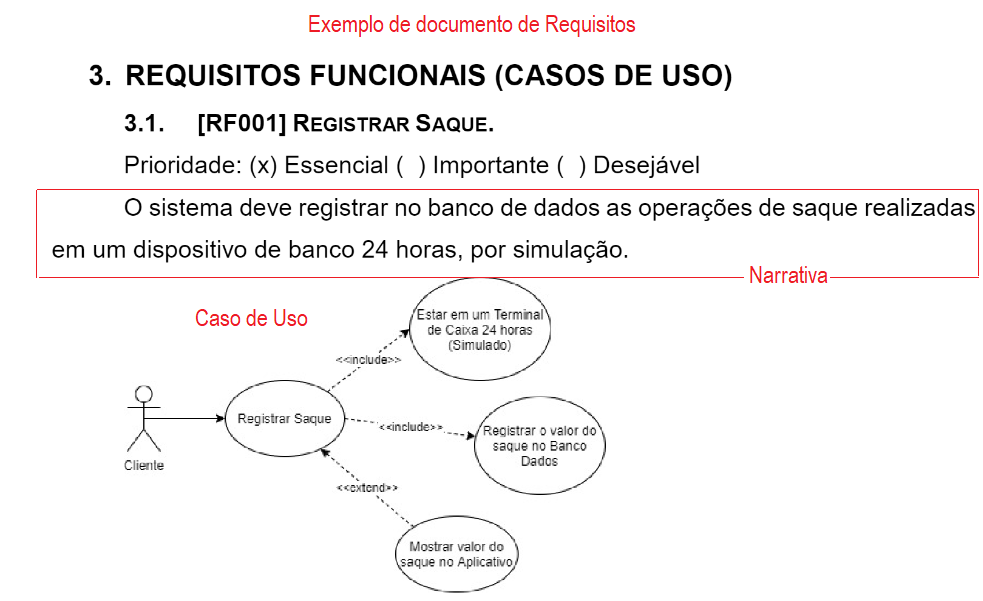 Exemplo de documento de Requisitos
3. REQUISITOS FUNCIONAIS (CASOS DE USO)
3.1. [RF001] REGISTRAR SAQUE.
Prioridade: (x) Essencial ( ) Importante ( ) Desejável
O sistema deve registrar no banco de dados as operações de saque realizadas
em um dispositivo de banco 24 horas, por simulação.
Narrativa
Caso de Uso
Estar em um Terminal
de Caixa 24 horas
(Simulado)
<<include>>
Registrar Saque
<<include>>
Registrar o valor do
saque no Banco
Dados
Cliente
<<extend>>
Mostrar valor do
saque no Aplicativo